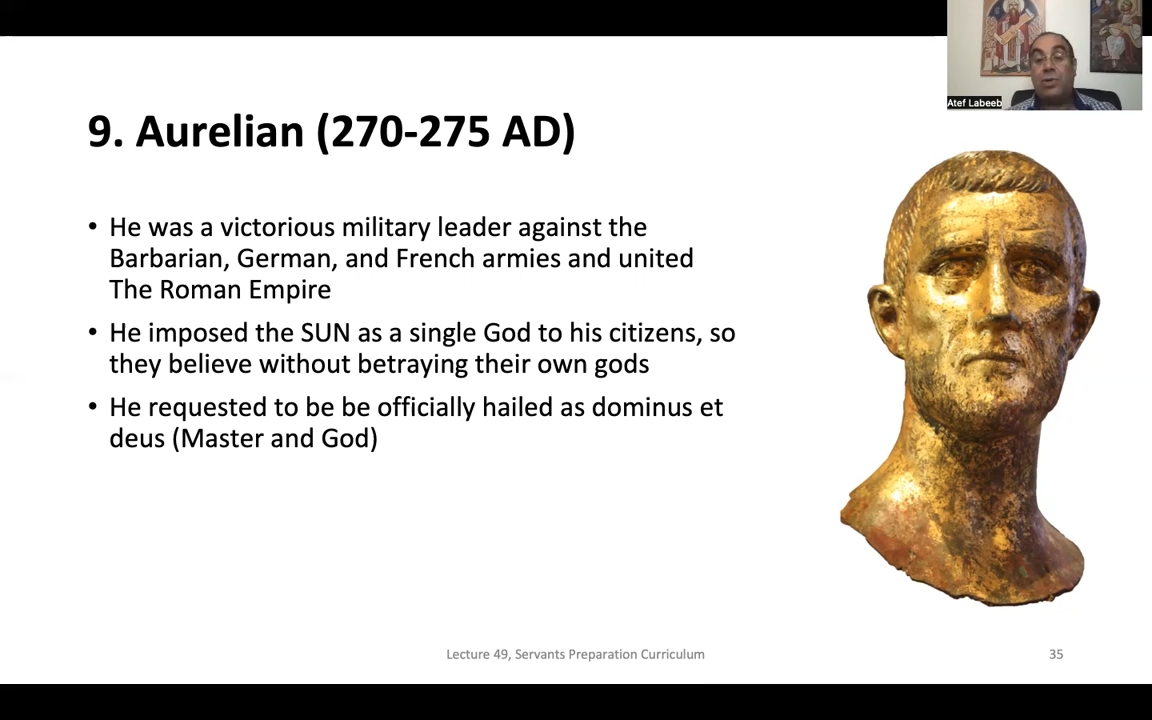 Atef Labeeb
9. Aurelian (270-275 AD)
• He was a victorious military leader against the
Barbarian, German, and French armies and united
The Roman Empire
• He imposed the SUN as a single God to his citizens, so
they believe without betraying their own gods
• He requested to be be officially hailed as dominus et
deus (Master and God)
Lecture 49, Servants Preparation Curriculum
35